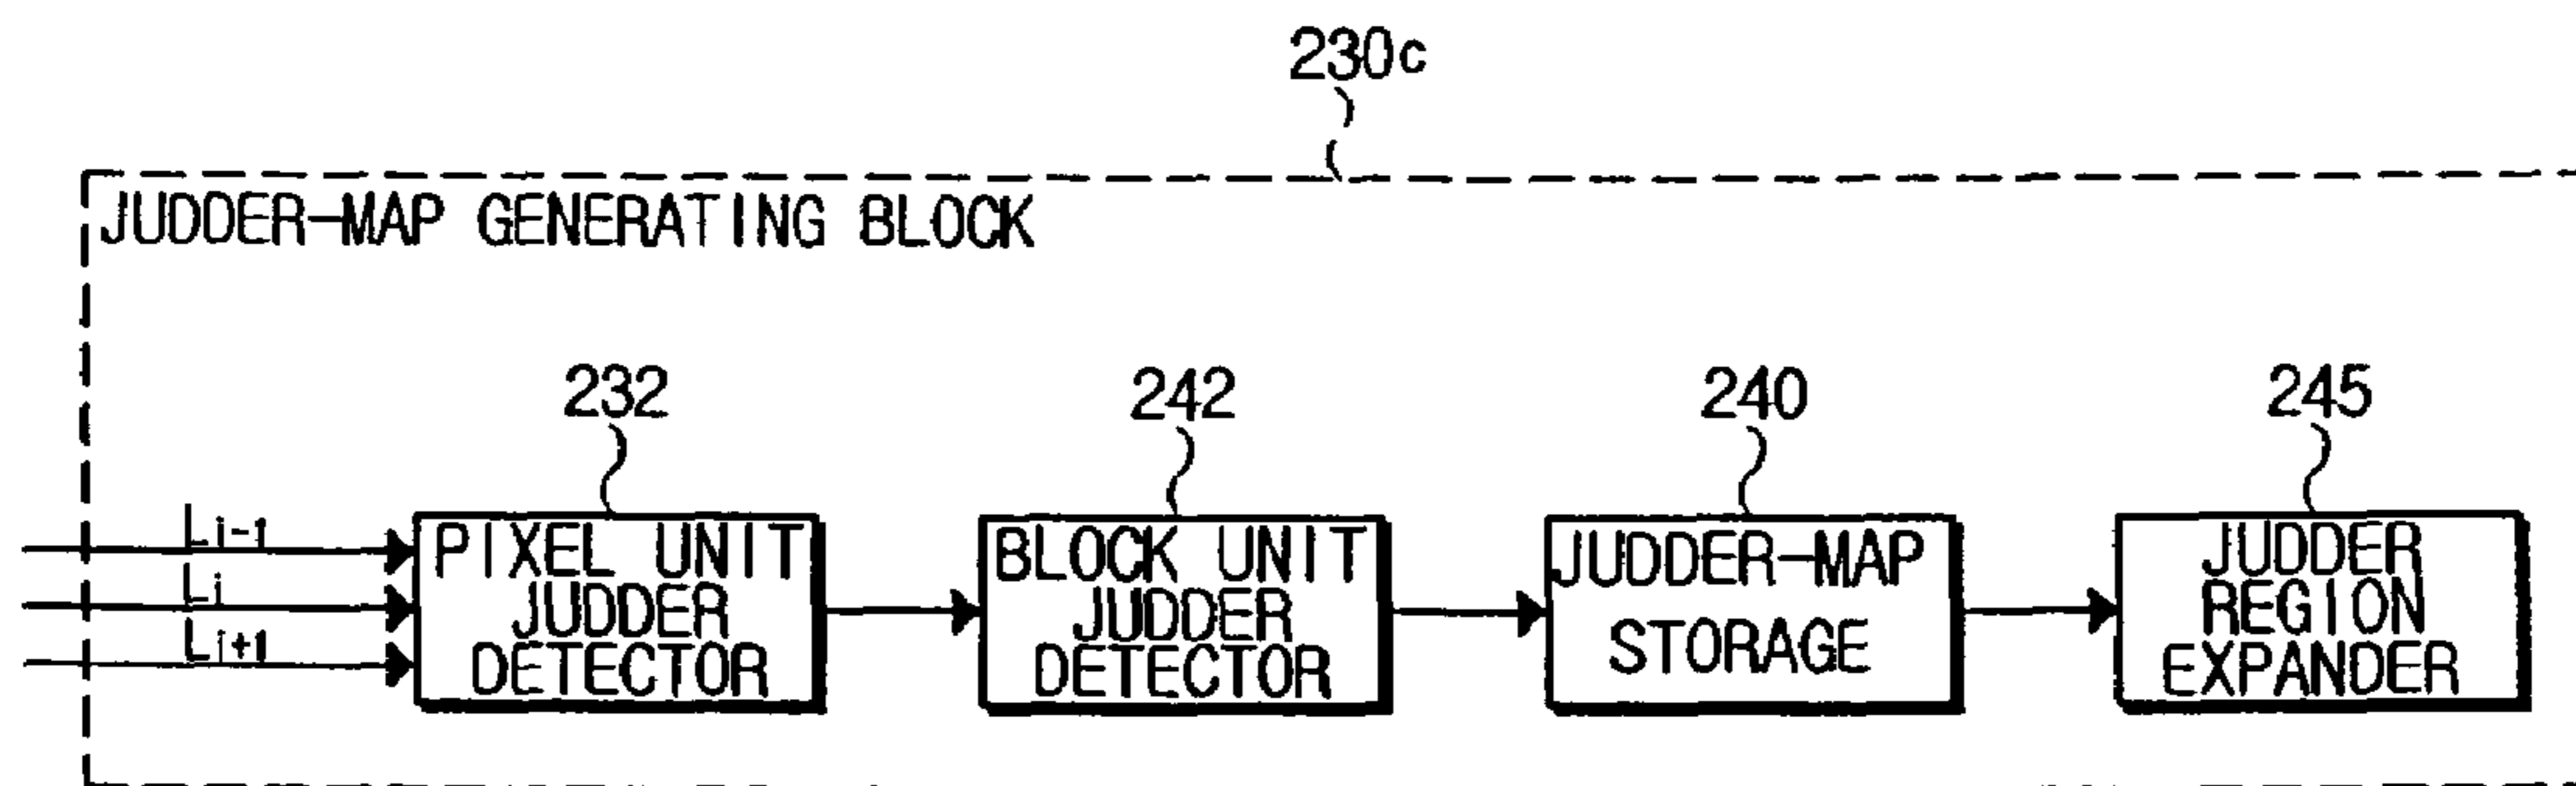 230c
JUDDER-MAP GENERATING BLOCK
232
242
240
245
Li-1
Li
Li+1
PIXEL UNIT
JUDDER
DETECTOR
BLOCK UNIT
JUDDER
DETECTOR
JUDDER-MAP
STORAGE
JUDDER
REGION
EXPANDER